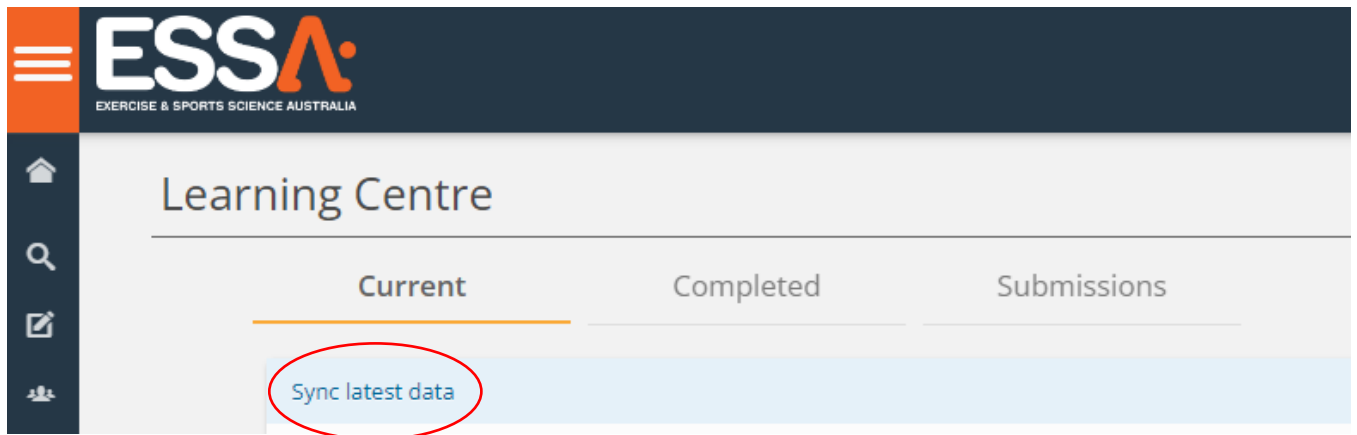 ESSA
EXERCISE & SPORTS SCIENCE AUSTRALIA
Learning Centre
Current Completed Submissions
Sync latest data